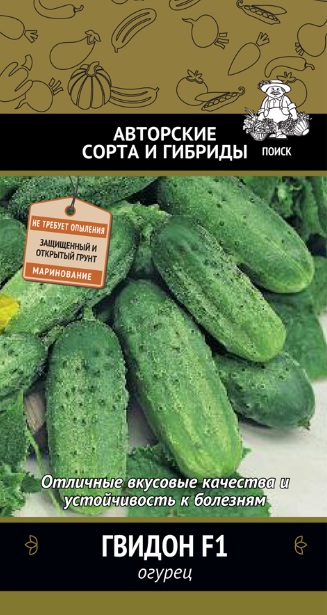 АВТОРСКИЕ
СОРТА И ГИБРИДЫ
ПОИСК
НЕ ТРЕБУЕТ ОПЫЛЕНИЯ
ЗАЩИЩЕННЫЙ И
ОТКРЫТЫЙ ГРУНТ
МАРИНОВАНИЕ
Отличные вкусовые качества и
устойчивость к болезням
ГВИДОН F1
огурец